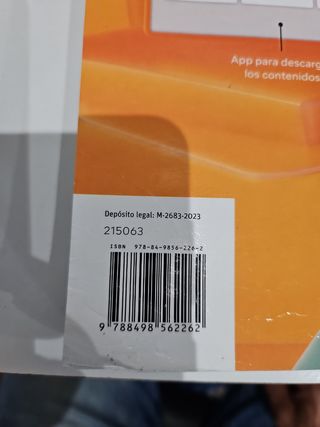 App para descarg
los contenidos
Depósito legal: M-2683-2023
215063
ISBN 978-84-9856-226-2
9 788498 562262